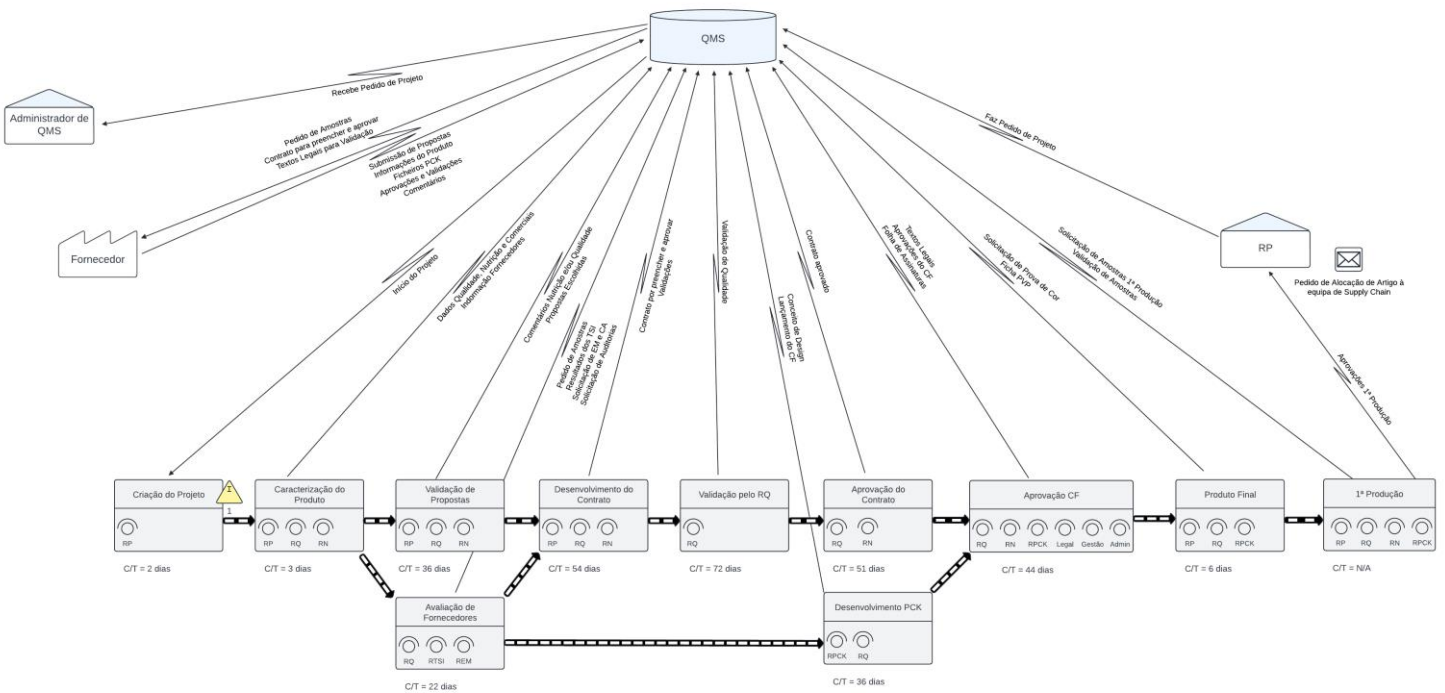 QMS
Administrador de
QMS
Recebe Pedido de Projeto
Pedido de Amostras
Contrato para preencher e aprovar
Textos Legais para Validação
Submissão de Propostas
Informações do Produto
Ficheiros PCK
Aprovações e Validações
Comentários
Fornecedor
Faz Pedido de Projeto
RP
Pedido de Alocação de Artigo à
equipa de Supply Chain
Início do Projeto
Dados Qualidade, Nutrição e Comerciais
Indormação Fornecedores
Comentários Nutrição e/ou Qualidade
Propostas Escolhidas
Pedido de Amostras
Resultados dos TSI
Solicitação de EM e CA
Solicitação de Auditorias
Contrato por preencher e aprovar
Validações
Validação de Qualidade
Conceito de Design
Lançamento do CF
Contrato aprovado
Textos Legais
Aprovações do CF
Folha de Assinaturas
Solicitação de Prova de Cor
Ficha PVP
Solicitação de Amostras 1ª Produção
Validação de Amostras
Aprovações 1ª Produção
Criação do Projeto
RP
C/T = 2 dias
I
1
Caracterização do
Produto
RP RQ RN
C/T = 3 dias
Validação de
Propostas
RP RQ RN
C/T = 36 dias
Desenvolvimento do
Contrato
RP RQ RN
C/T = 54 dias
Validação pelo RQ
RQ
C/T = 72 dias
Aprovação do
Contrato
RQ RN
C/T = 51 dias
Aprovação CF
RQ RN RPCK Legal Gestão Admin
C/T = 44 dias
Produto Final
RP RQ RPCK
C/T = 6 dias
1ª Produção
RP RQ RN RPCK
C/T = N/A
Avaliação de
Fornecedores
RQ RTSI REM
C/T = 22 dias
Desenvolvimento PCK
RPCK RQ
C/T = 36 dias